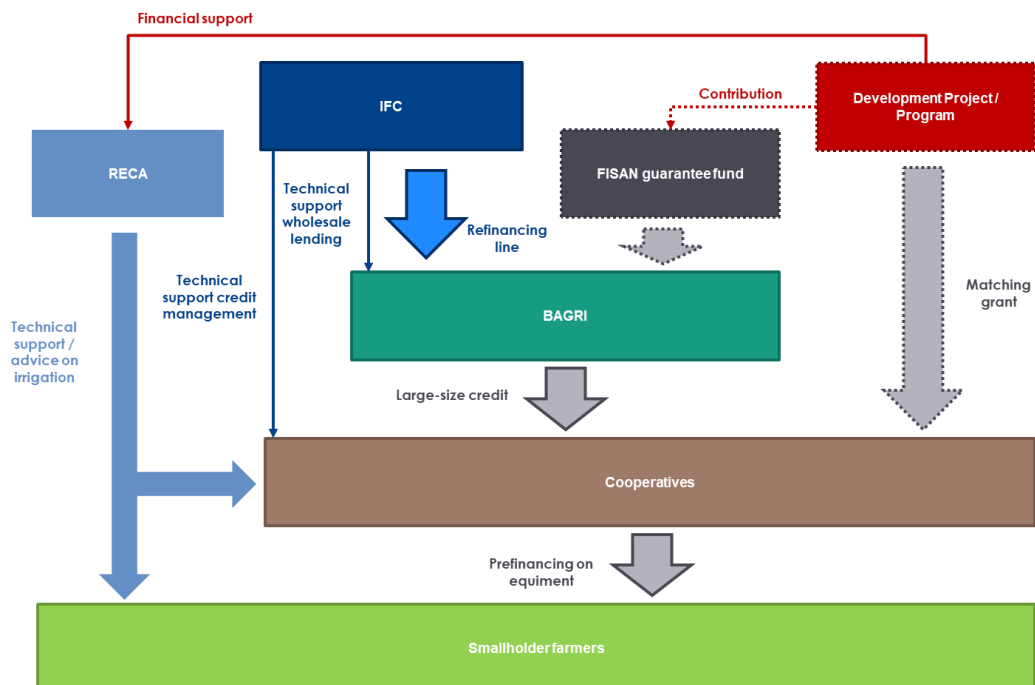 Financial support
IFC
Contribution
Development Project /
Program
RECA
FISAN guarantee fund
Technical
support
wholesale
lending
Refinancing
line
Technical
support credit
management
BAGRI
Matching
grant
Technical
support /
advice on
irrigation
Large-size credit
Cooperatives
Prefinancing on
equiment
Smallholder farmers